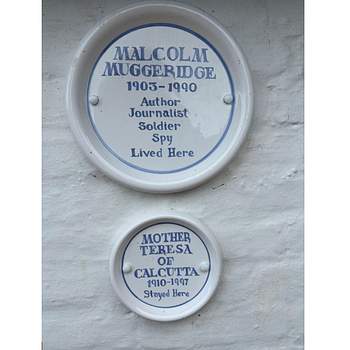 MALCOLM
MUGGERIDGE
1903-1990
Author
Journalist
Soldier
Spy
Lived Here
MOTHER
TERESA
OF
CALCUTTA
1910-1997
Stayed Here